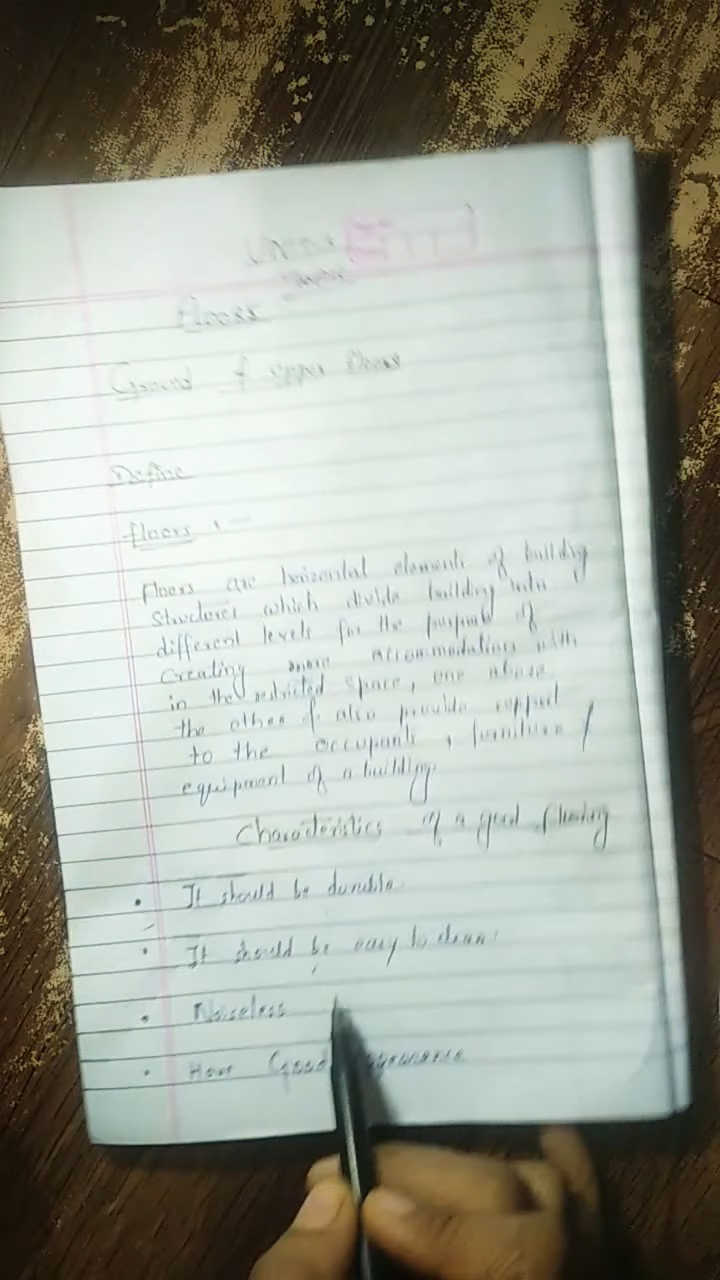 Floors
Ground & upper floors
Define
floors :-
Floors are horizontal elements of building
structures which divide building into
different levels for the purpose of
creating more accommodation with
in the restricted space, one above
the other & also provide support
to the occupants, furniture /
equipment of a building.
Characteristics of a good flooring
• It should be durable.
• It should be easy to clean.
• Noiseless
• Have Good